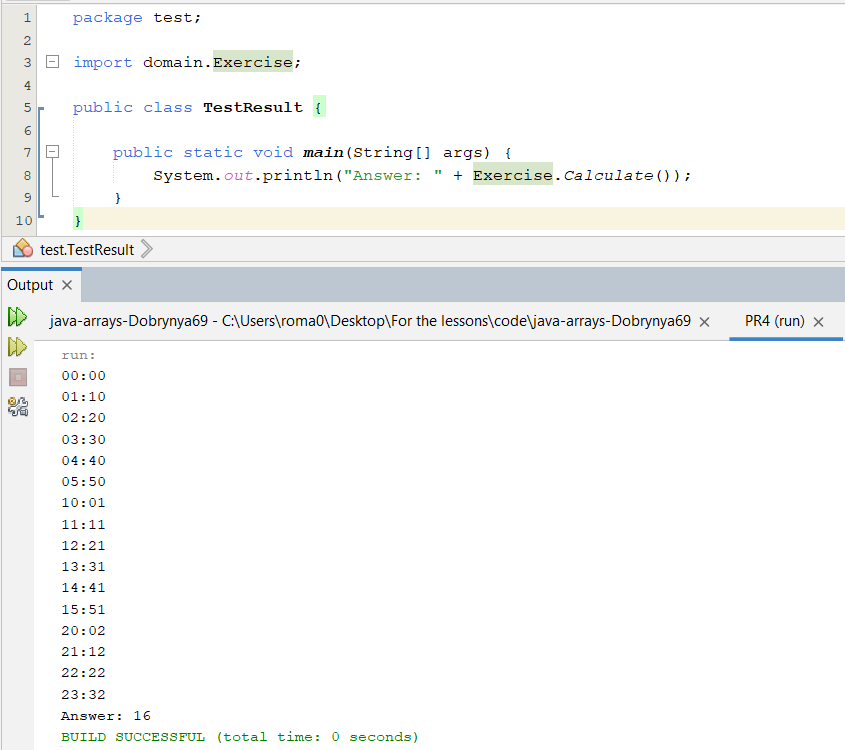 1 package test;
2
3 import domain.Exercise;
4
5 public class TestResult {
6
7 public static void main(String[] args) {
8 System.out.println("Answer: " + Exercise.Calculate());
9 }
10 }
test.TestResult
Output
java-arrays-Dobrynya69 - C:\Users\roma0\Desktop\For the lessons\code\java-arrays-Dobrynya69 PR4 (run)
run:
00:00
01:10
02:20
03:30
04:40
05:50
10:01
11:11
12:21
13:31
14:41
15:51
20:02
21:12
22:22
23:32
Answer: 16
BUILD SUCCESSFUL (total time: 0 seconds)